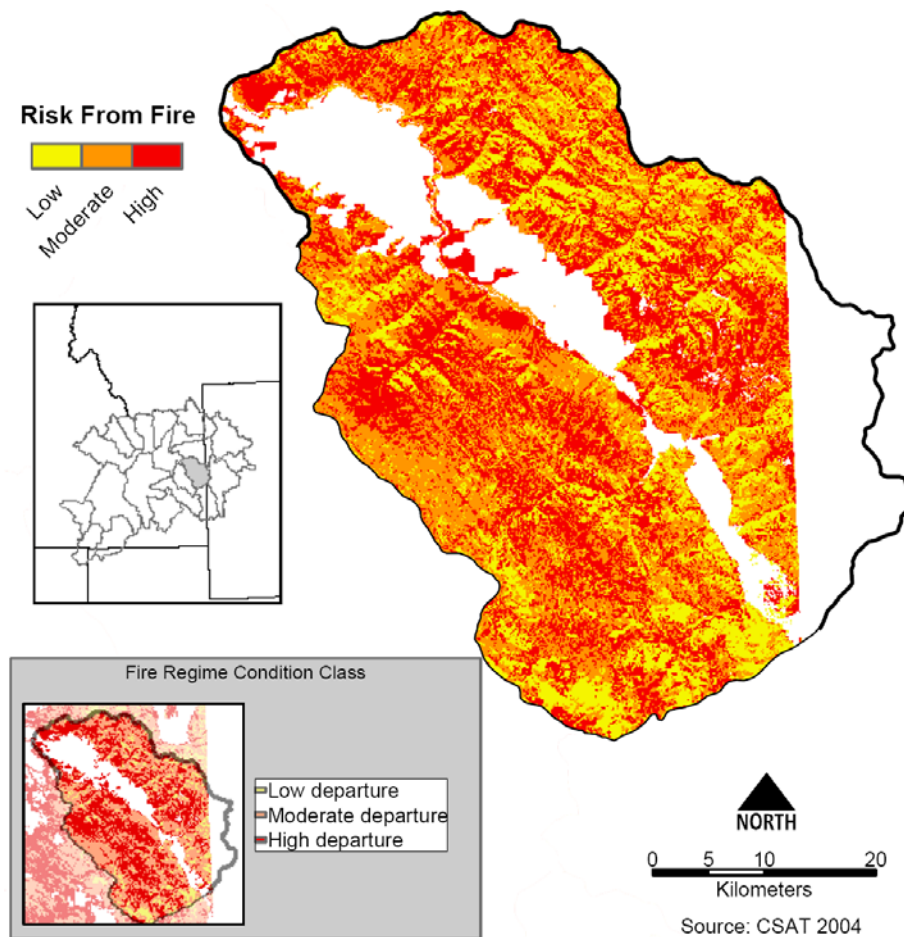 Risk From Fire
Low
Moderate
High
Fire Regime Condition Class
Low departure
Moderate departure
High departure
NORTH
0 5 10 20
Kilometers
Source: CSAT 2004